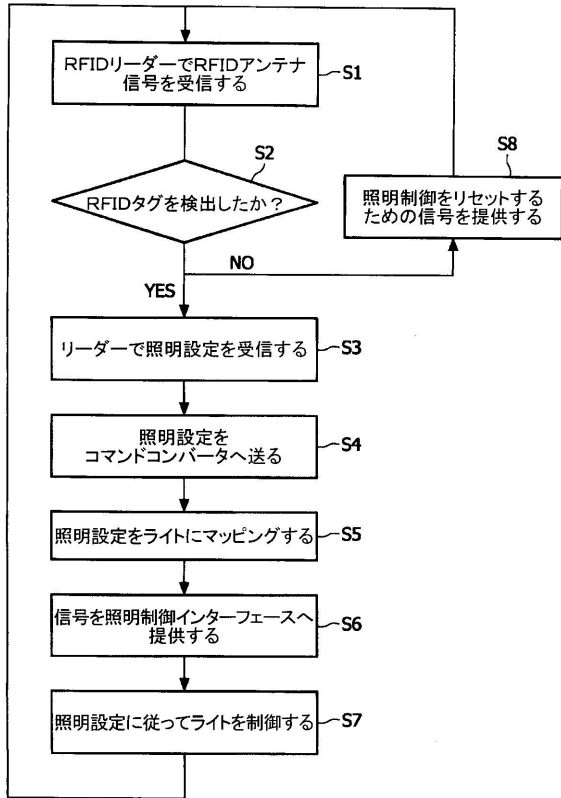 RFIDリーダーでRFIDアンテナ
信号を受信する
S1
S2
RFIDタグを検出したか？
S8
照明制御をリセットする
ための信号を提供する
NO
YES
リーダーで照明設定を受信する
S3
照明設定を
コマンドコンバータへ送る
S4
照明設定をライトにマッピングする
S5
信号を照明制御インターフェースへ
提供する
S6
照明設定に従ってライトを制御する
S7